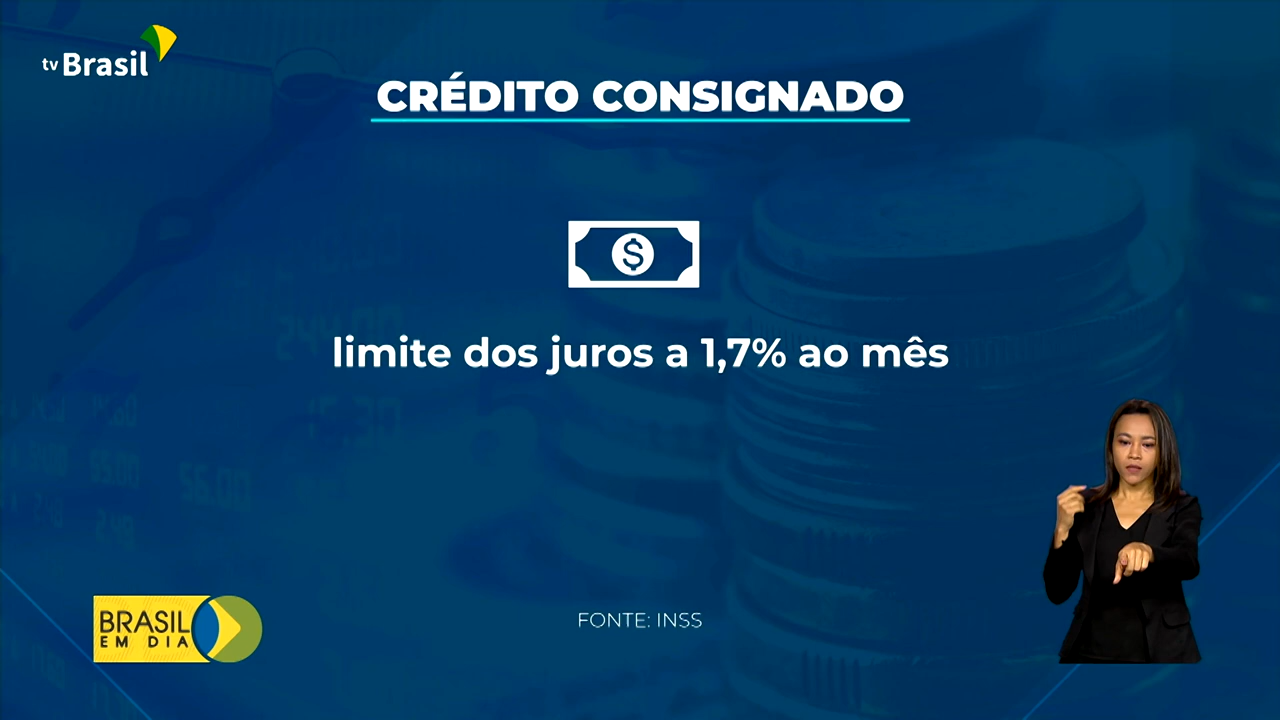 tv Brasil
CRÉDITO CONSIGNADO
$
limite dos juros a 1,7% ao mês
BRASIL
EM DIA
FONTE: INSS